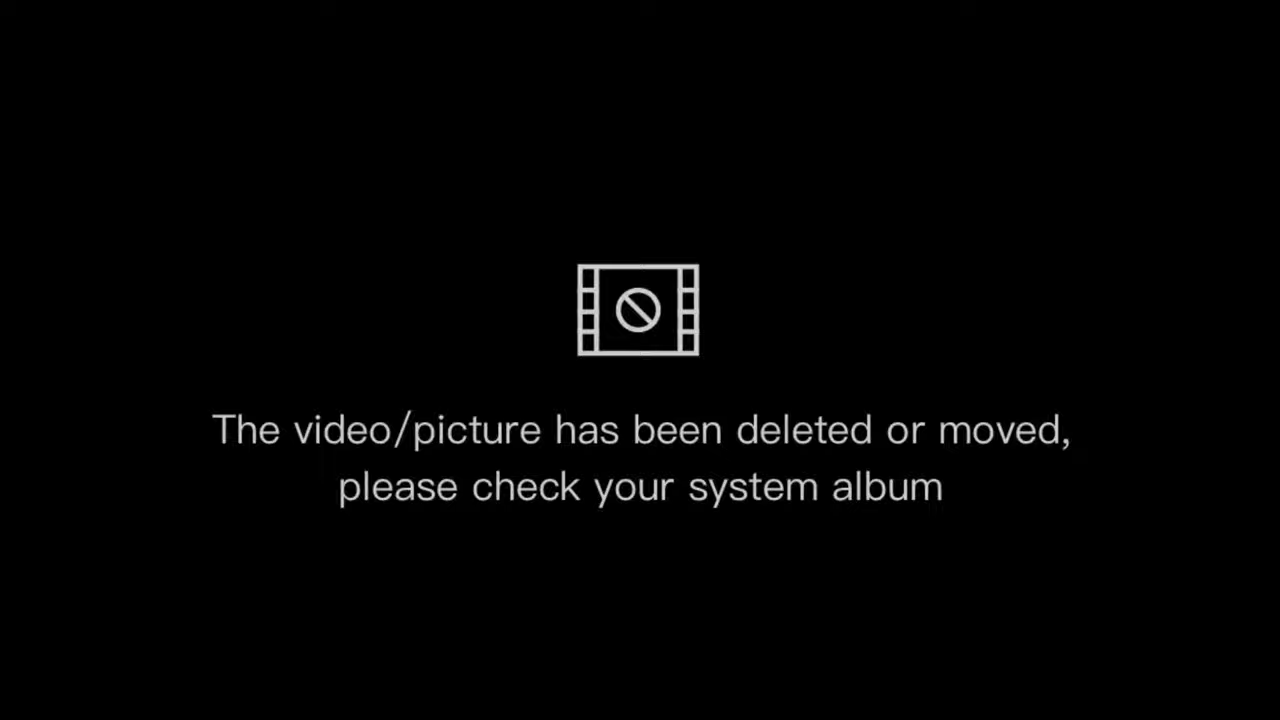 The video/picture has been deleted or moved,
please check your system album